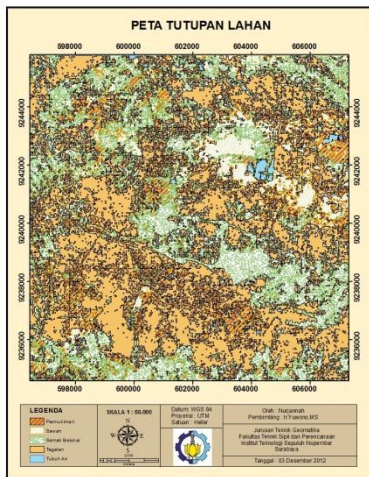 PETA TUTUPAN LAHAN
598000 600000 602000 604000 606000
9244000
9242000
9240000
9238000
9236000
9244000
9242000
9240000
9238000
9236000
598000 600000 602000 604000 606000
LEGENDA
Permukiman
Sawah
Semak Belukar
Tegalan
Tubuh Air
SKALA 1 :
N
W E
S
Datum: WGS 84
Proyeksi : UTM
Satuan : meter
Oleh : Nurjannah
Pembimbing : Ir.Yuwono,MS
Jurusan Teknik Geomatika
Fakultas Teknik Sipil dan Perencanaan
Institut Teknologi Sepuluh Nopember
Surabaya
Tanggal : 03 Desember 2012